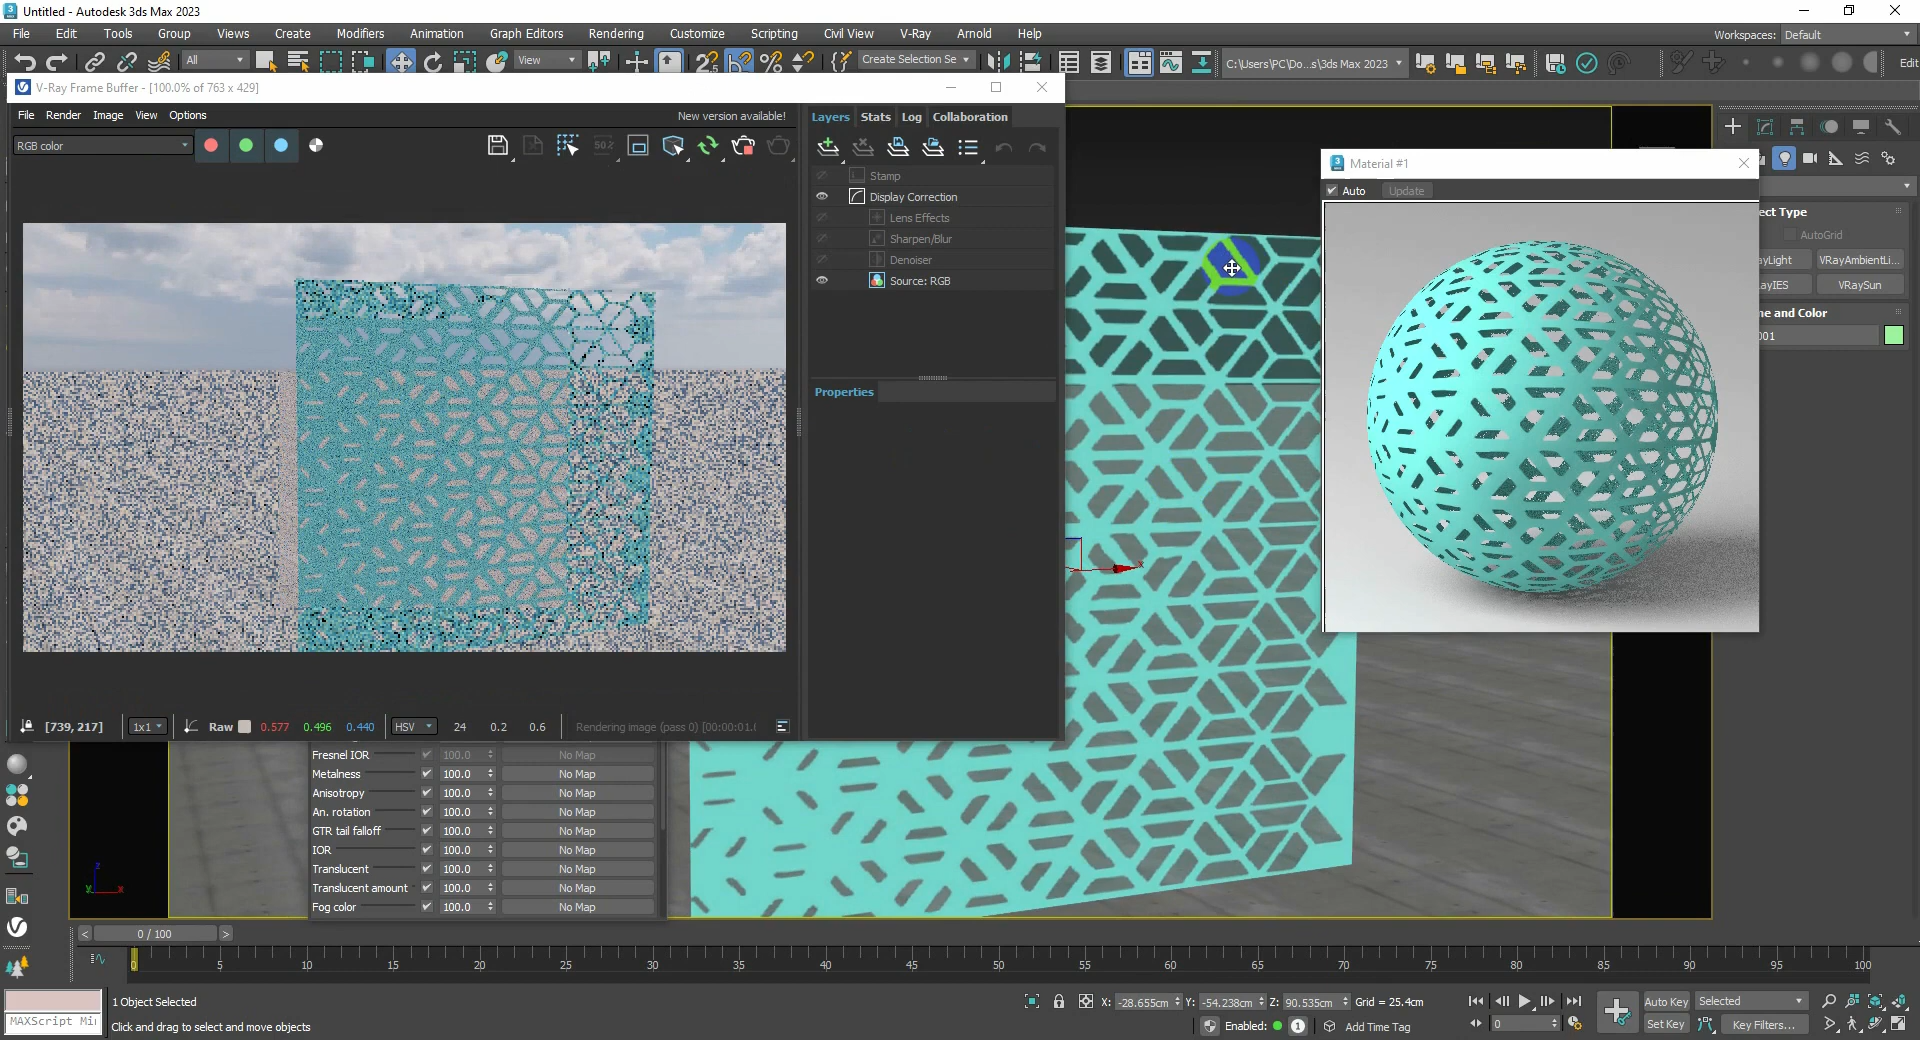 Untitled - Autodesk 3ds Max 2023
File Edit Tools Group Views Create Modifiers Animation Graph Editors Rendering Customize Scripting Civil View V-Ray Arnold Help
Workspaces: Default
All
View
Create Selection Se
C:\Users\PC\Do...s\3ds Max 2023
Edit
V-Ray Frame Buffer - [100.0% of 763 x 429]
File Render Image View Options
New version available!
RGB color
50%
Layers Stats Log Collaboration
Stamp
Display Correction
Lens Effects
Sharpen/Blur
Denoiser
Source: RGB
Properties
[739, 217] 1x1 Raw 0.577 0.496 0.440 HSV 24 0.2 0.6 Rendering image (pass 0) [00:00:01.(
Material #1
Auto Update
ect Type
AutoGrid
ayLight VRayAmbientLi...
ayIES VRaySun
ne and Color
001
Fresnel IOR 100.0 No Map
Metalness 100.0 No Map
Anisotropy 100.0 No Map
An. rotation 100.0 No Map
GTR tail falloff 100.0 No Map
IOR 100.0 No Map
Translucent 100.0 No Map
Translucent amount 100.0 No Map
Fog color 100.0 No Map
z
y x
x
< 0 / 100 >
0 5 10 15 20 25 30 35 40 45 50 55 60 65 70 75 80 85 90 95 100
1 Object Selected
X: -28.655cm Y: -54.238cm Z: 90.535cm Grid = 25.4cm
Auto Key Selected
MAXScript Mi
Click and drag to select and move objects
Enabled: 1 Add Time Tag
0
Set Key Key Filters...